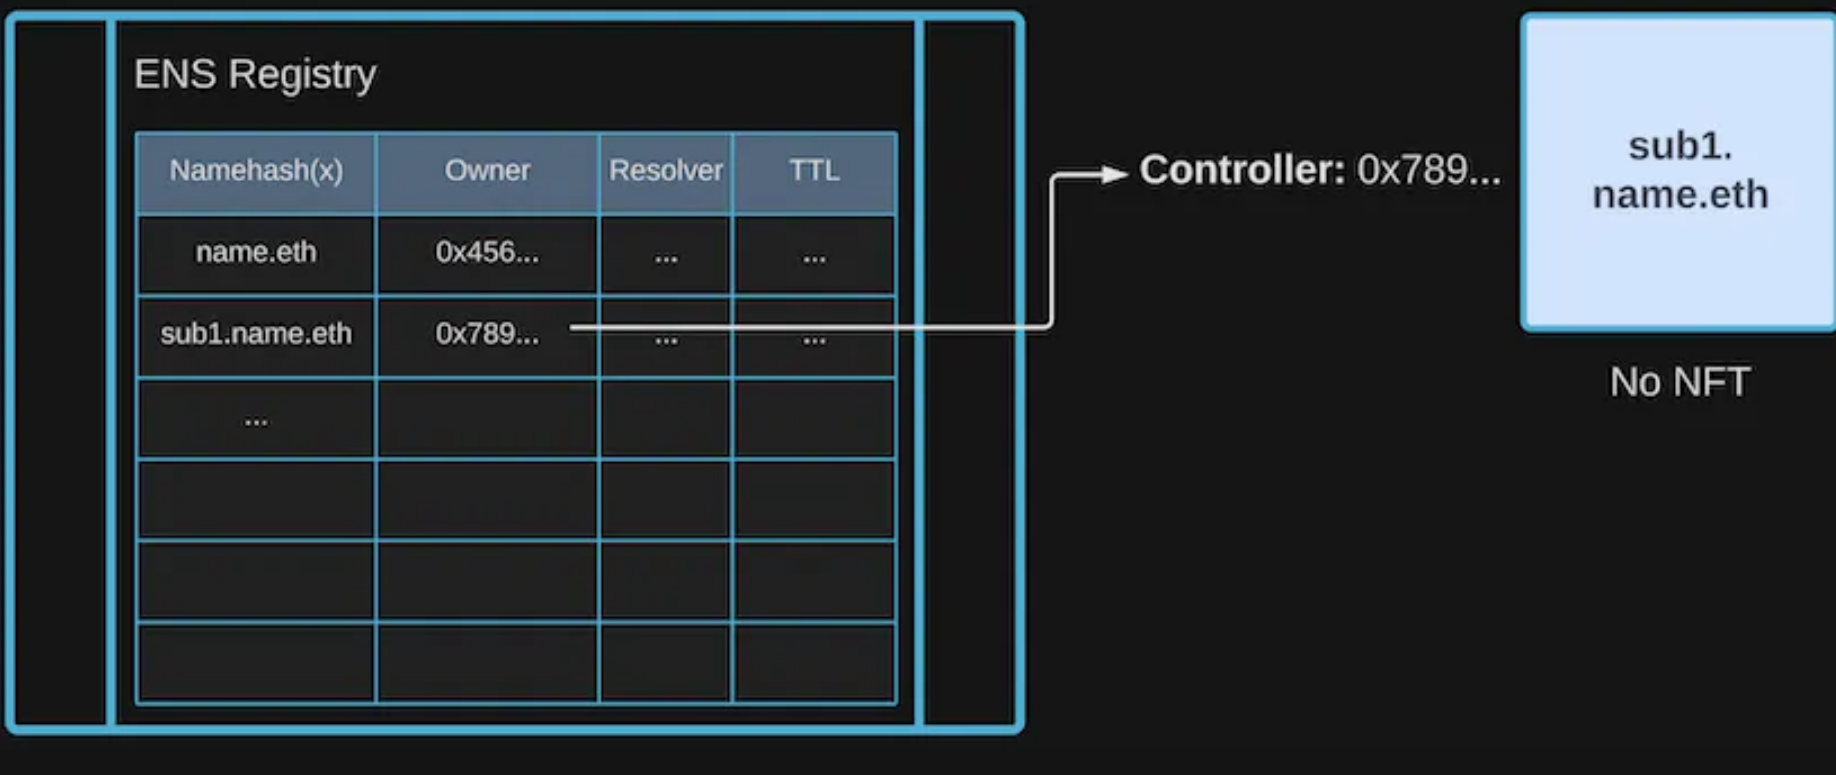 ENS Registry
Namehash(x) Owner Resolver TTL
name.eth 0x456... ... ...
sub1.name.eth 0x789... ... ...
...
Controller: 0x789...
sub1.
name.eth
No NFT